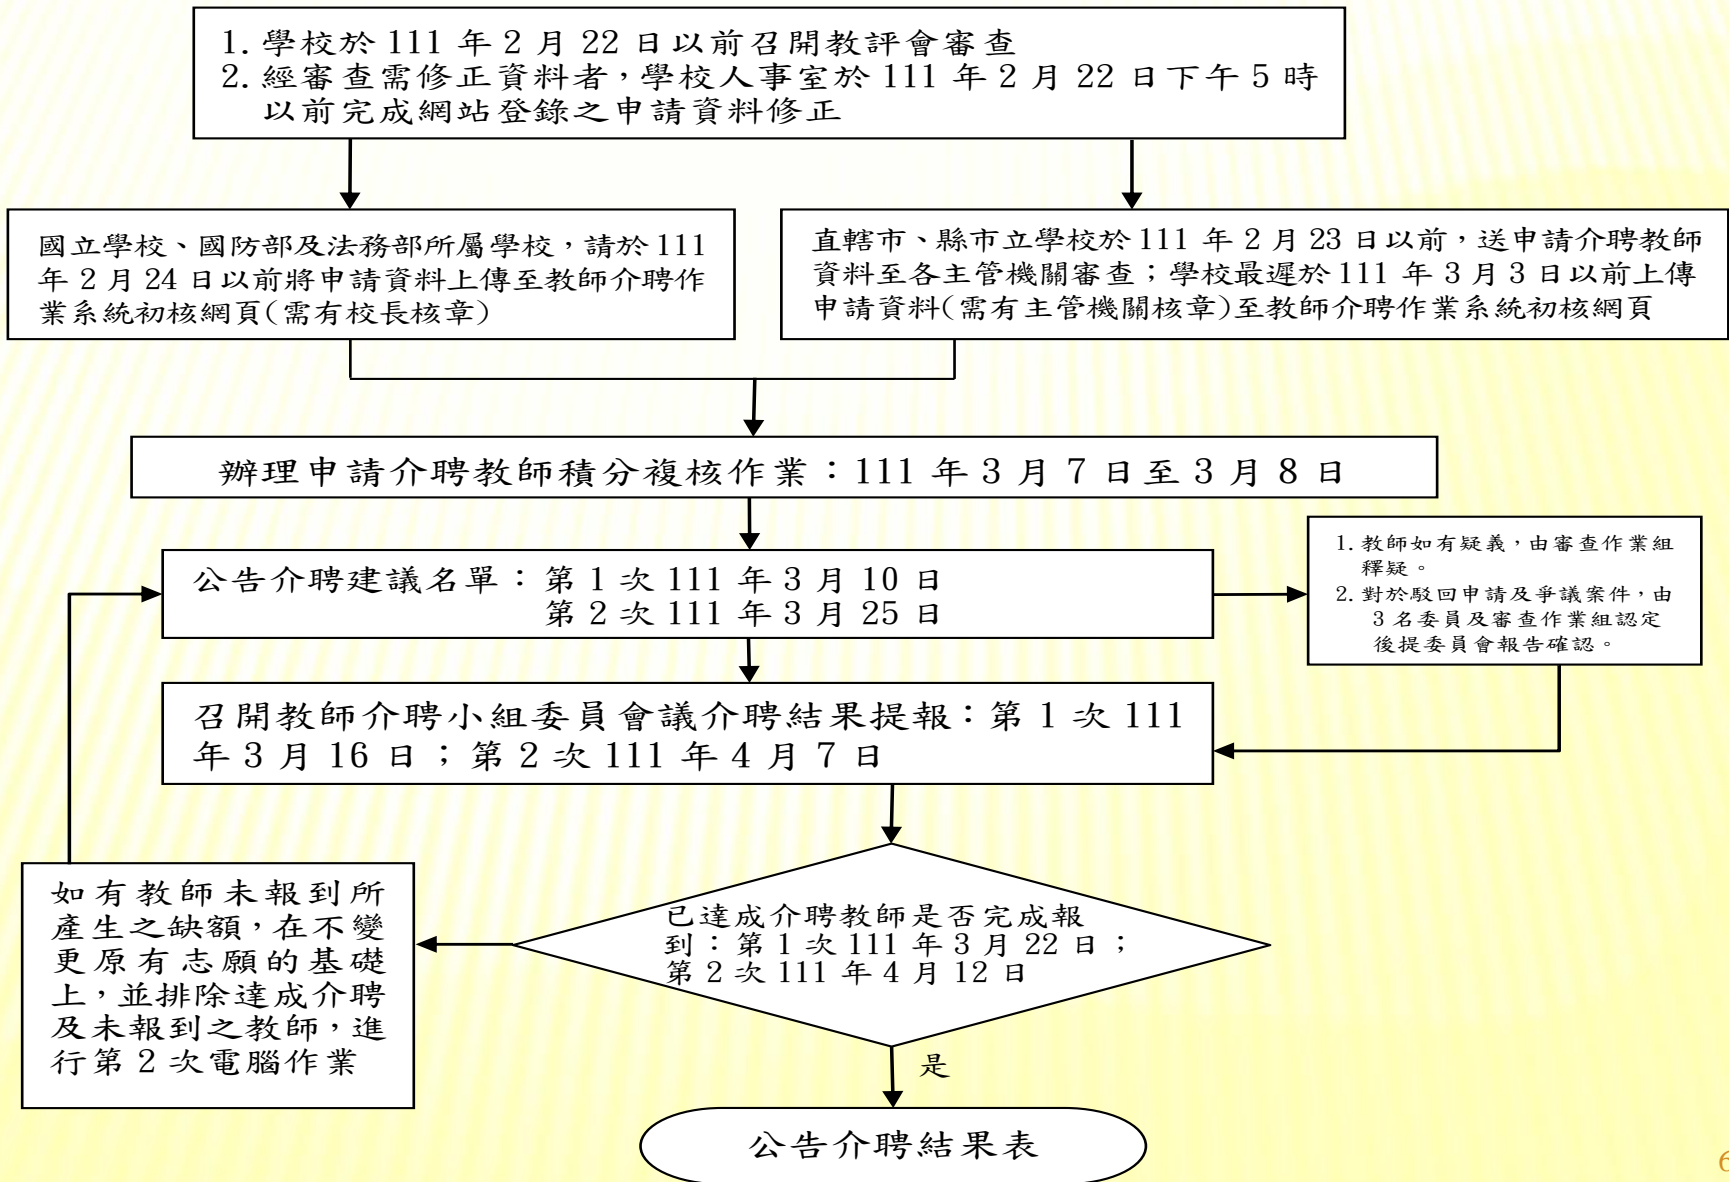 1. 學校於 111 年 2 月 22 日以前召開教評會審查
2. 經審查需修正資料者，學校人事室於 111 年 2 月 22 日下午 5 時
以前完成網站登錄之申請資料修正
國立學校、國防部及法務部所屬學校，請於 111
年 2 月 24 日以前將申請資料上傳至教師介聘作
業系統初核網頁(需有校長核章)
直轄市、縣市立學校於 111 年 2 月 23 日以前，送申請介聘教師
資料至各主管機關審查；學校最遲於 111 年 3 月 3 日以前上傳
申請資料(需有主管機關核章)至教師介聘作業系統初核網頁
辦理申請介聘教師積分複核作業：111 年 3 月 7 日至 3 月 8 日
公告介聘建議名單：第 1 次 111 年 3 月 10 日
第 2 次 111 年 3 月 25 日
1. 教師如有疑義，由審查作業組
釋疑。
2. 對於駁回申請及爭議案件，由
3 名委員及審查作業組認定
後提委員會報告確認。
召開教師介聘小組委員會議介聘結果提報：第 1 次 111
年 3 月 16 日；第 2 次 111 年 4 月 7 日
已達成介聘教師是否完成報
到：第 1 次 111 年 3 月 22 日；
第 2 次 111 年 4 月 12 日
如有教師未報到所
產生之缺額，在不變
更原有志願的基礎
上，並排除達成介聘
及未報到之教師，進
行第 2 次電腦作業
是
公告介聘結果表
6